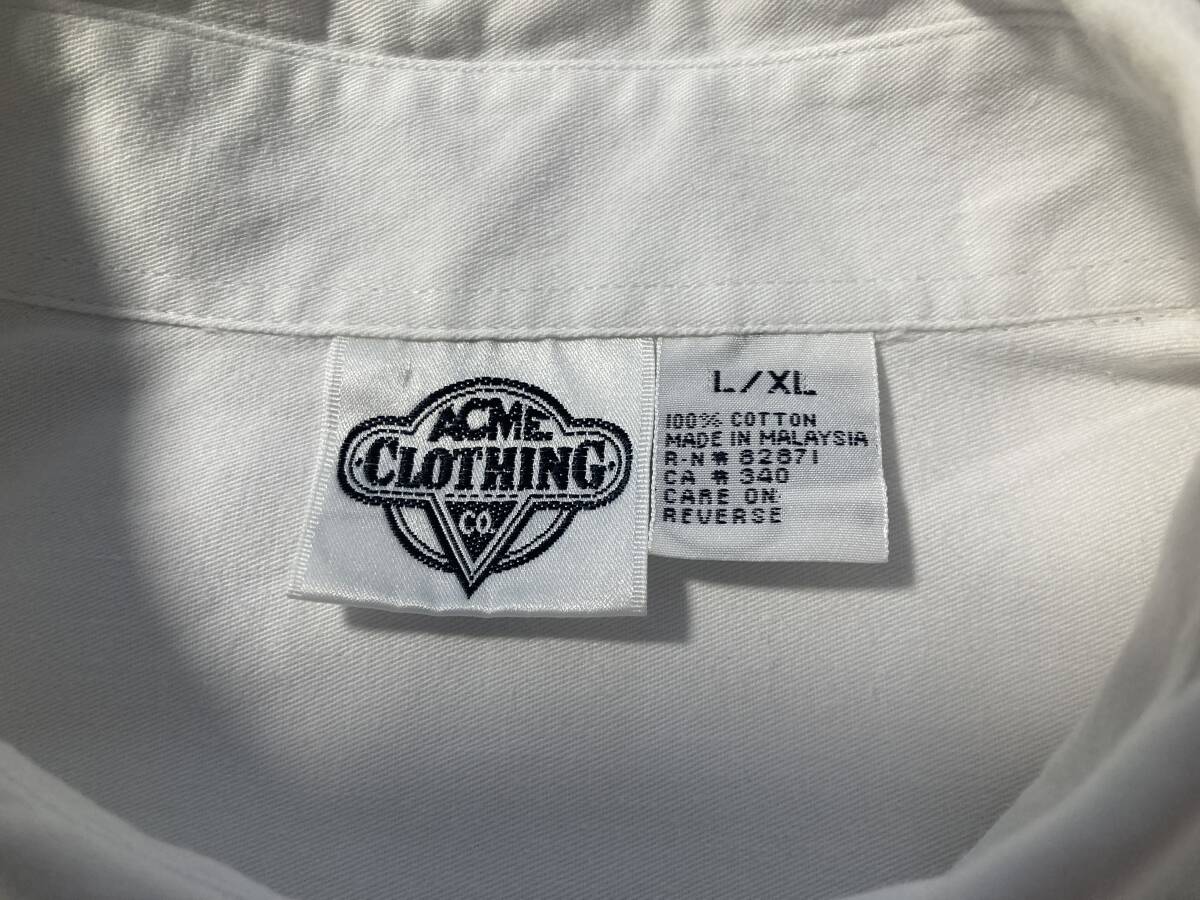 ACME
CLOTHING
CO.
L/XL
100% COTTON
MADE IN MALAYSIA
R-N # 82871
CA # 340
CARE ON
REVERSE